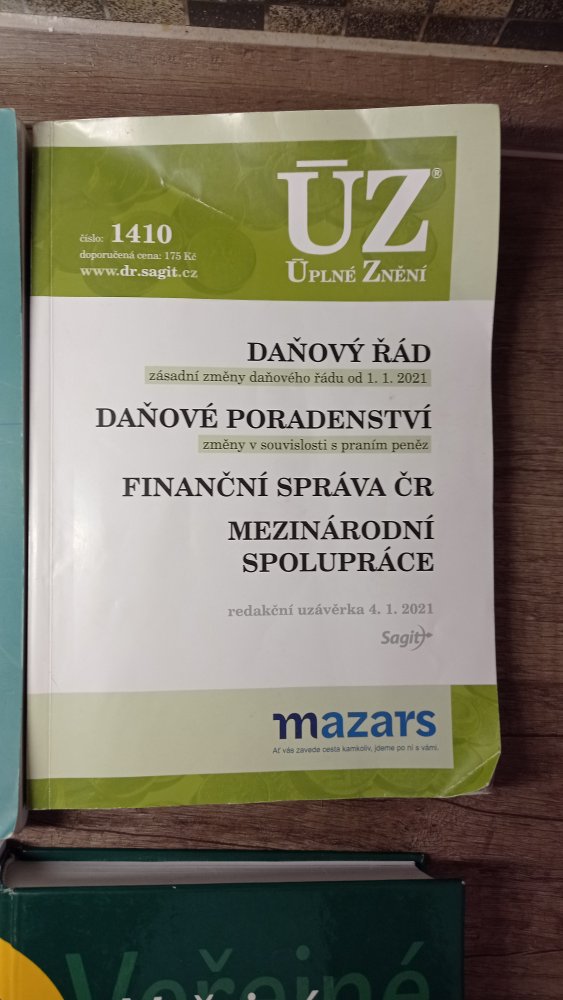 číslo: 1410
doporučená cena: 175 Kč
www.dr.sagit.cz
ÚZ®
ÚPLNÉ ZNĚNÍ
DAŇOVÝ ŘÁD
zásadní změny daňového řádu od 1. 1. 2021
DAŇOVÉ PORADENSTVÍ
změny v souvislosti s praním peněz
FINANČNÍ SPRÁVA ČR
MEZINÁRODNÍ
SPOLUPRÁCE
redakční uzávěrka 4. 1. 2021
Sagit
mazars
Ať vás zavede cesta kamkoliv, jdeme po ní s vámi.
Veřejné